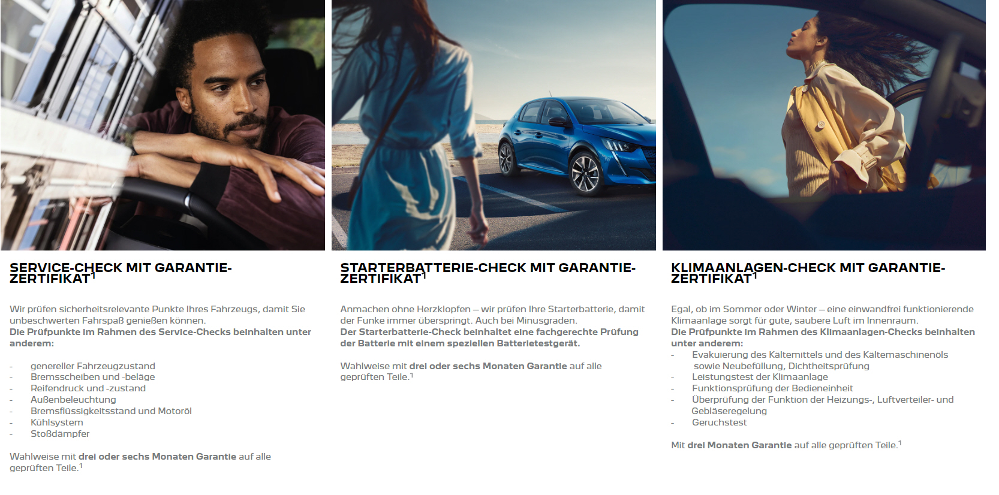 SERVICE-CHECK MIT GARANTIE-
ZERTIFIKAT¹
Wir prüfen sicherheitsrelevante Punkte Ihres Fahrzeugs, damit Sie
unbeschwerten Fahrspaß genießen können.
Die Prüfpunkte im Rahmen des Service-Checks beinhalten unter
anderem:
- genereller Fahrzeugzustand
- Bremsscheiben und -beläge
- Reifendruck und -zustand
- Außenbeleuchtung
- Bremsflüssigkeitsstand und Motoröl
- Kühlsystem
- Stoßdämpfer
Wahlweise mit drei oder sechs Monaten Garantie auf alle
geprüften Teile.¹
STARTERBATTERIE-CHECK MIT GARANTIE-
ZERTIFIKAT¹
Anmachen ohne Herzklopfen – wir prüfen Ihre Starterbatterie, damit
der Funke immer überspringt. Auch bei Minusgraden.
Der Starterbatterie-Check beinhaltet eine fachgerechte Prüfung
der Batterie mit einem speziellen Batterietestgerät.
Wahlweise mit drei oder sechs Monaten Garantie auf alle
geprüften Teile.¹
KLIMAANLAGEN-CHECK MIT GARANTIE-
ZERTIFIKAT¹
Egal, ob im Sommer oder Winter – eine einwandfrei funktionierende
Klimaanlage sorgt für gute, saubere Luft im Innenraum.
Die Prüfpunkte im Rahmen des Klimaanlagen-Checks beinhalten
unter anderem:
- Evakuierung des Kältemittels und des Kältemaschinenöls
sowie Neubefüllung, Dichtheitsprüfung
- Leistungstest der Klimaanlage
- Funktionsprüfung der Bedieneinheit
- Überprüfung der Funktion der Heizungs-, Luftverteiler- und
Gebläseregelung
- Geruchstest
Mit drei Monaten Garantie auf alle geprüften Teile.¹